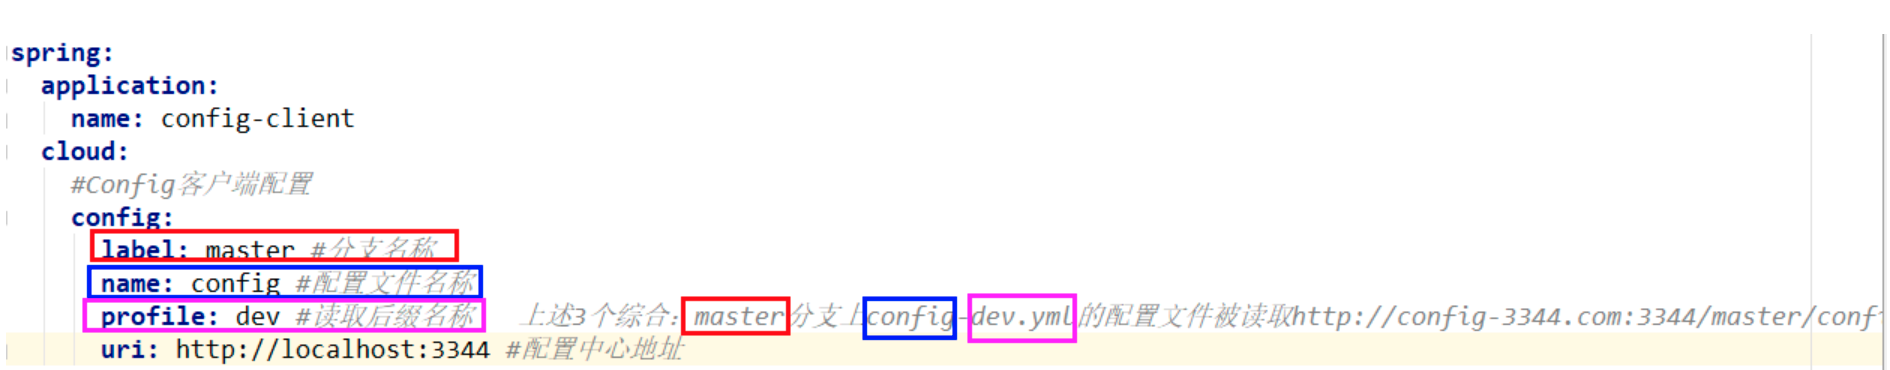 spring:
application:
name: config-client
cloud:
#Config客户端配置
config:
label: master #分支名称
name: config #配置文件名称
profile: dev #读取后缀名称 上述3个综合：master分支上config-dev.yml的配置文件被读取http://config-3344.com:3344/master/conf
uri: http://localhost:3344 #配置中心地址